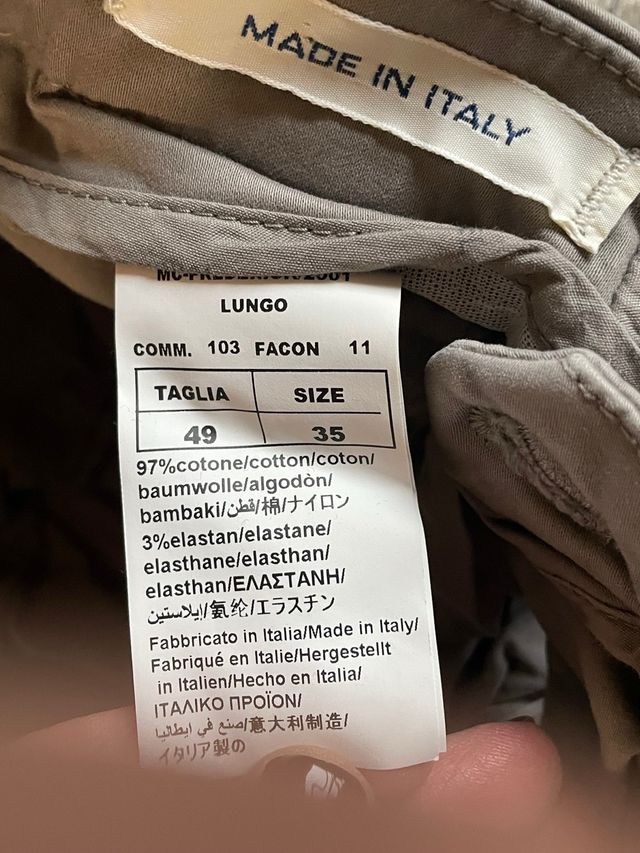 MADE IN ITALY
LUNGO
COMM. 103 FACON 11
TAGLIA SIZE
49 35
97%cotone/cotton/coton/
baumwolle/algodòn/
bambaki/قطن/棉/ナイロン
3%elastan/elastane/
elasthane/elasthan/
elasthan/ΕΛΑΣΤΑΝΗ/
إيلاستين/氨纶/エラスチン
Fabbricato in Italia/Made in Italy/
Fabriqué en Italie/Hergestellt
in Italien/Hecho en Italia/
ΙΤΑΛΙΚΟ ΠΡΟΪΟΝ/
صنع في ايطاليا/意大利制造/
イタリア製の